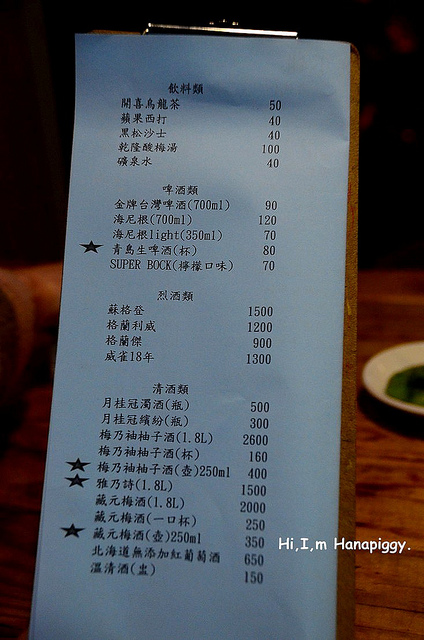 飲料類
開喜烏龍茶 50
蘋果西打 40
黑松沙士 40
乾隆酸梅湯 100
礦泉水 40
啤酒類
金牌台灣啤酒(700ml) 90
海尼根(700ml) 120
海尼根light(350ml) 70
★ 青島生啤酒(杯) 80
SUPER BOCK(檸檬口味) 70
烈酒類
蘇格登 1500
格蘭利威 1200
格蘭傑 900
威雀18年 1300
清酒類
月桂冠濁酒(瓶) 500
月桂冠繽紛(瓶) 300
梅乃袖柚子酒(1.8L) 2600
梅乃袖柚子酒(杯) 160
★ 梅乃袖柚子酒(壺)250ml 400
★ 雅乃詩(1.8L) 1500
藏元梅酒(1.8L) 2000
藏元梅酒(一口杯) 250
★ 藏元梅酒(壺)250ml 350
北海道無添加紅葡萄酒 650
溫清酒(盅) 150
Hi,I,m Hanapiggy.